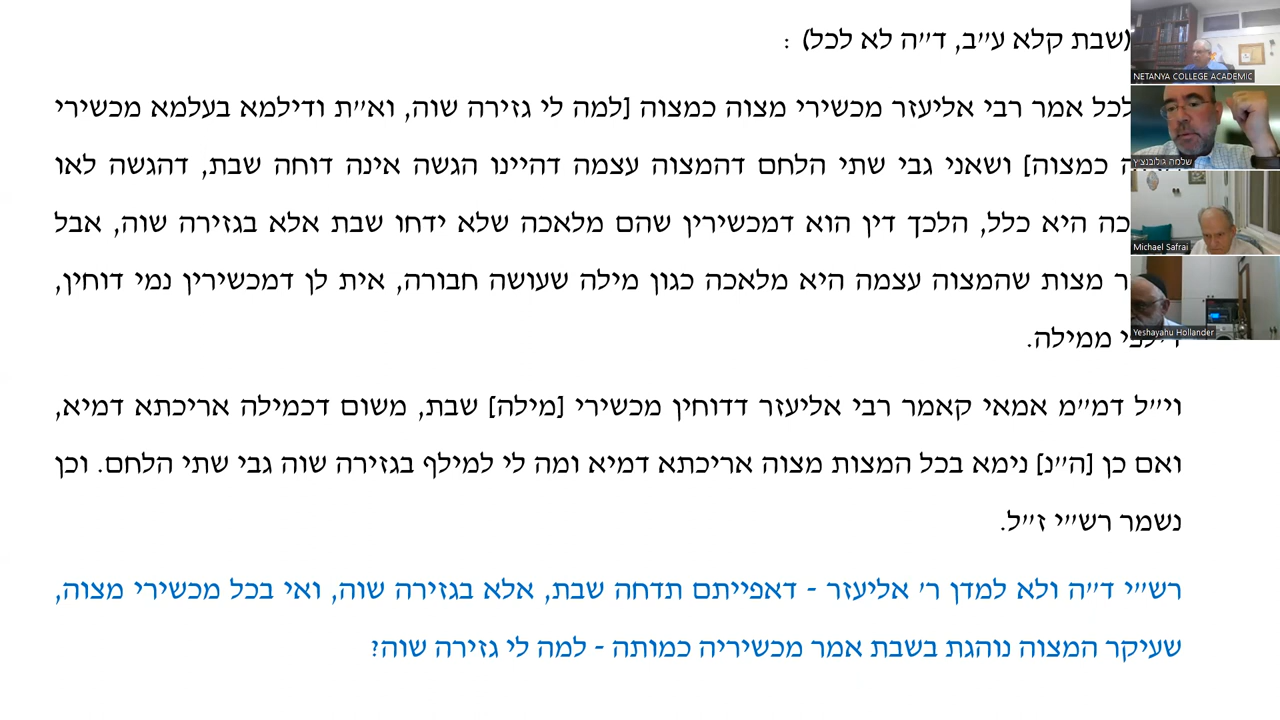 (שבת קלא ע״ב, ד״ה לא לכל) :
לכל אמר רבי אליעזר מכשירי מצוה כמצוה [למה לי גזירה שוה, וא״ת ודילמא בעלמא מכשירי
כמצוה] ושאני גבי שתי הלחם דהמצוה עצמה דהיינו הגשה אינה דוחה שבת, דהגשה לאו
היא כלל, הלכך דין הוא דמכשירין שהם מלאכה שלא ידחו שבת אלא בגזירה שוה, אבל
מצות שהמצוה עצמה היא מלאכה כגון מילה שעושה חבורה, אית לן דמכשירין נמי דוחין,
ממילה.
וי״ל דמ״מ אמאי קאמר רבי אליעזר דדוחין מכשירי [מילה] שבת, משום דכמילה אריכתא דמיא,
ואם כן [ה״נ] נימא בכל המצות מצוה אריכתא דמיא ומה לי למילף בגזירה שוה גבי שתי הלחם. וכן
נשמר רש״י ז״ל.
רש״י ד״ה ולא למדן ר׳ אליעזר - דאפייתם תדחה שבת, אלא בגזירה שוה, ואי בכל מכשירי מצוה,
שעיקר המצוה נוהגת בשבת אמר מכשיריה כמותה - למה לי גזירה שוה?
NETANYA COLLEGE ACADEMIC
שלמה גולובנציץ
Michael Safrai
Yeshayahu Hollander